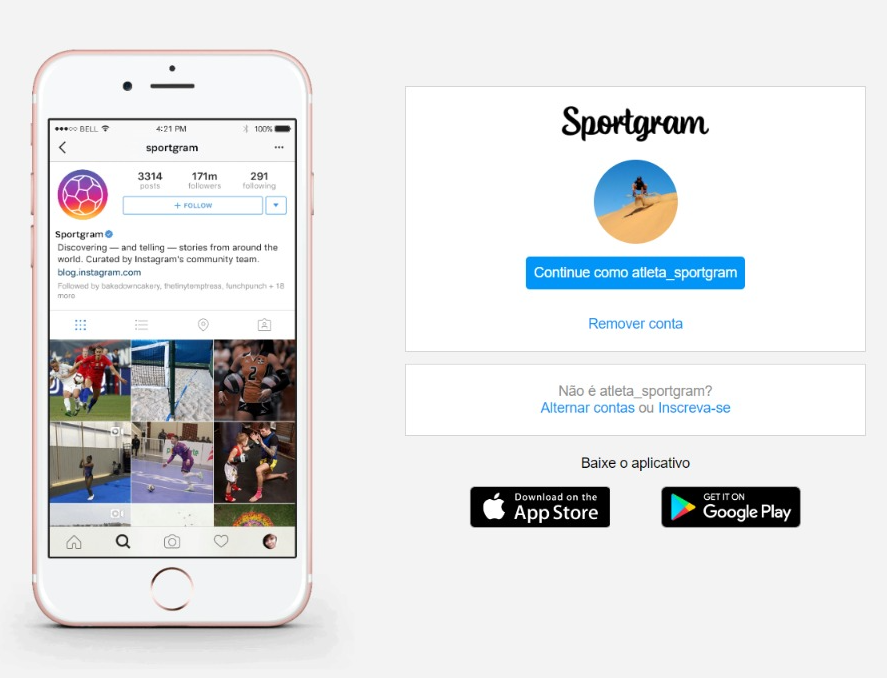 BELL 4:21 PM 100%
sportgram
3314 171m 291
posts followers following
+ FOLLOW
Sportgram
Discovering — and telling — stories from around the
world. Curated by Instagram's community team.
blog.instagram.com
Followed by bakedowncakery, thetinytemptress, lunchpunch + 18
more
2
Sportgram
Continue como atleta_sportgram
Remover conta
Não é atleta_sportgram?
Alternar contas ou Inscreva-se
Baixe o aplicativo
Download on the
App Store
GET IT ON
Google Play